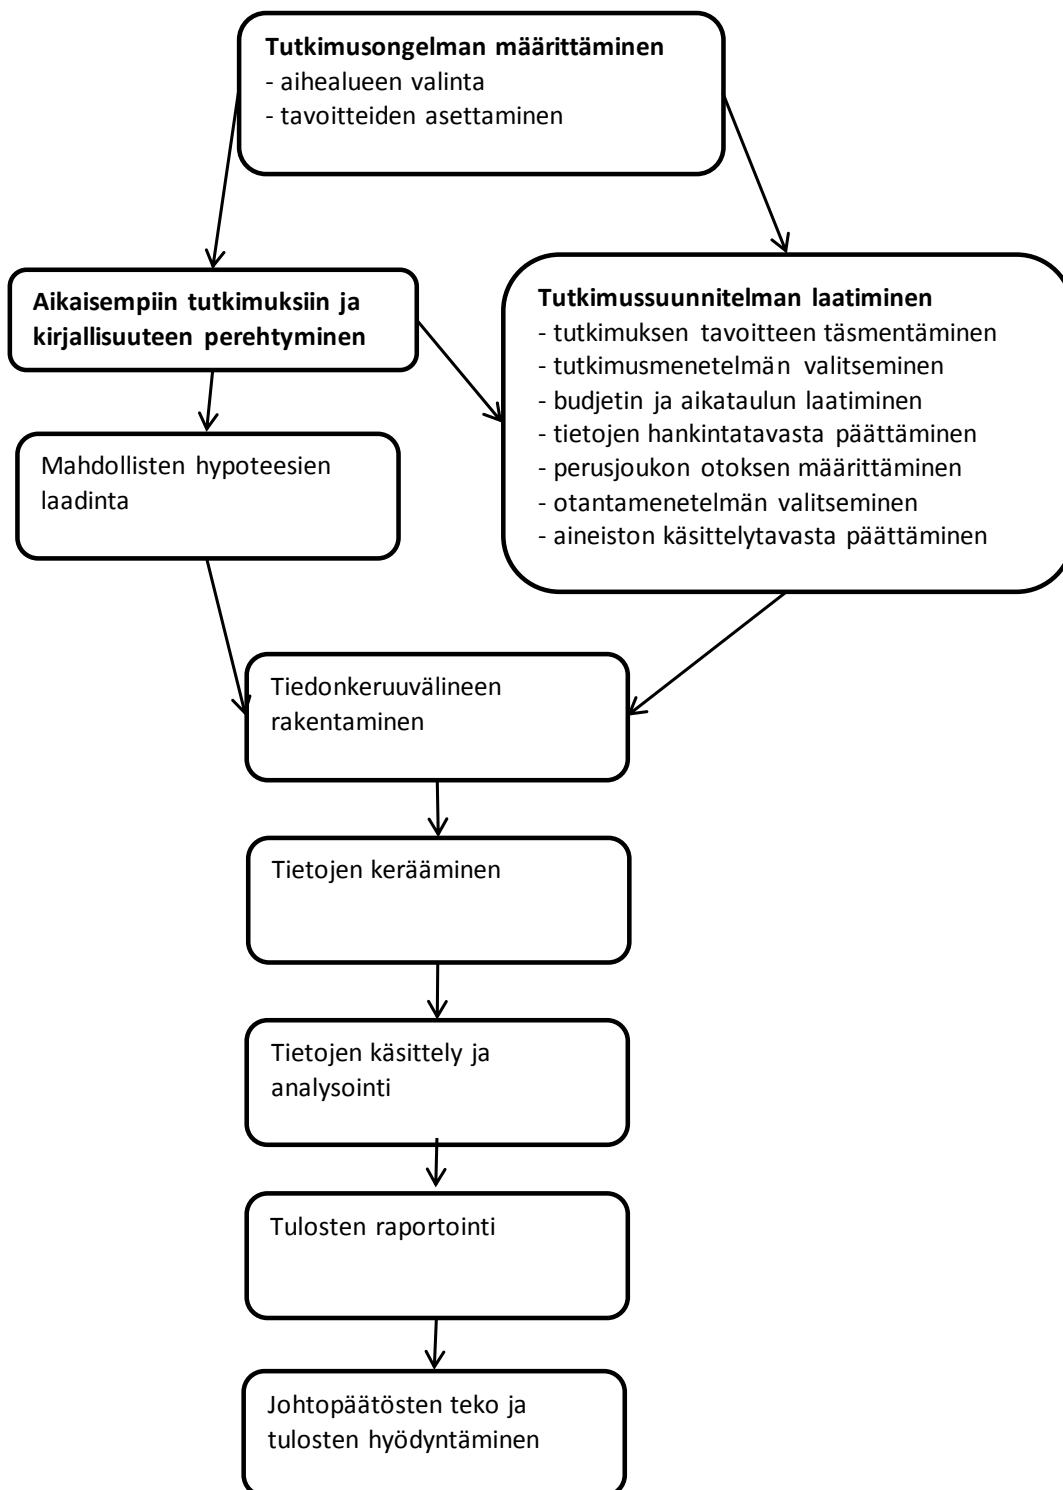 Tutkimusongelman määrittäminen
- aihealueen valinta
- tavoitteiden asettaminen
Aikaisempiin tutkimuksiin ja
kirjallisuuteen perehtyminen
Tutkimussuunnitelman laatiminen
- tutkimuksen tavoitteen täsmentäminen
- tutkimusmenetelmän valitseminen
- budjetin ja aikataulun laatiminen
- tietojen hankintatavasta päättäminen
- perusjoukon otoksen määrittäminen
- otantamenetelmän valitseminen
- aineiston käsittelytavasta päättäminen
Mahdollisten hypoteesien
laadinta
Tiedonkeruuvälineen
rakentaminen
Tietojen kerääminen
Tietojen käsittely ja
analysointi
Tulosten raportointi
Johtopäätösten teko ja
tulosten hyödyntäminen